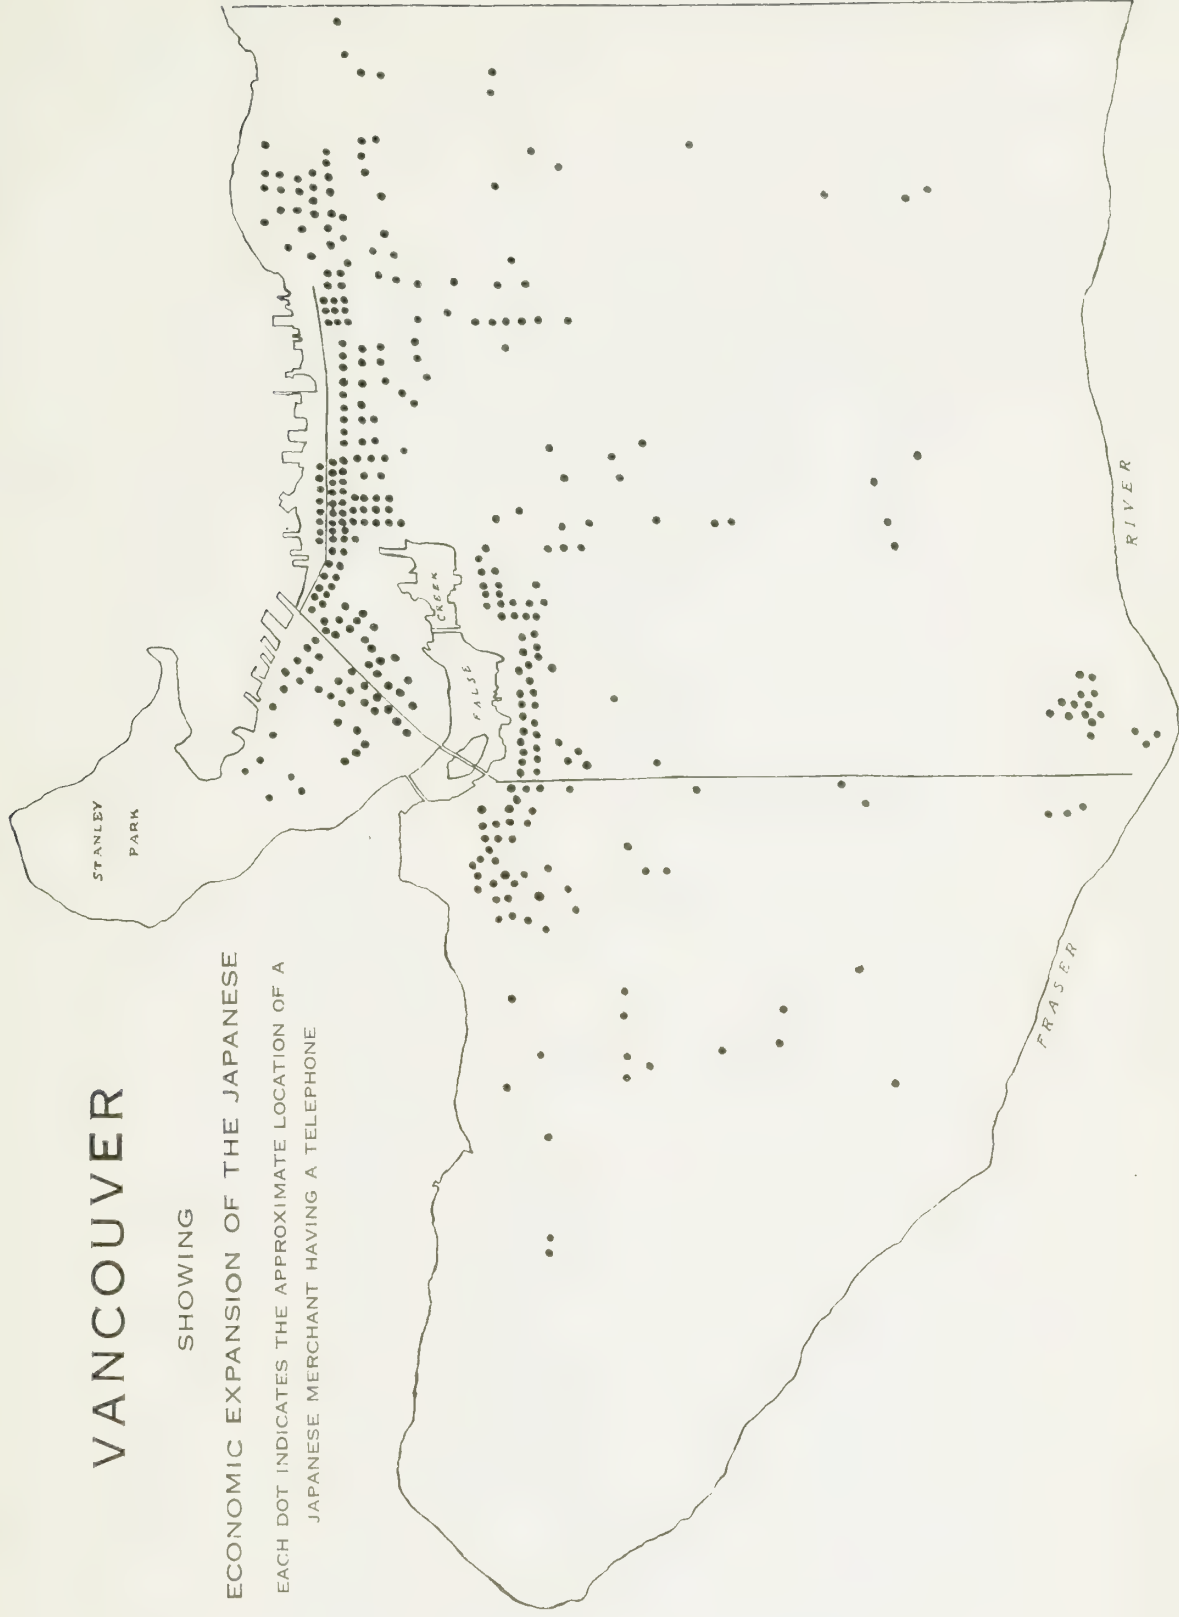 VANCOUVER
SHOWING
ECONOMIC EXPANSION OF THE JAPANESE
EACH DOT INDICATES THE APPROXIMATE LOCATION OF A
JAPANESE MERCHANT HAVING A TELEPHONE
STANLEY
PARK
FALSE
CREEK
FRASER
RIVER